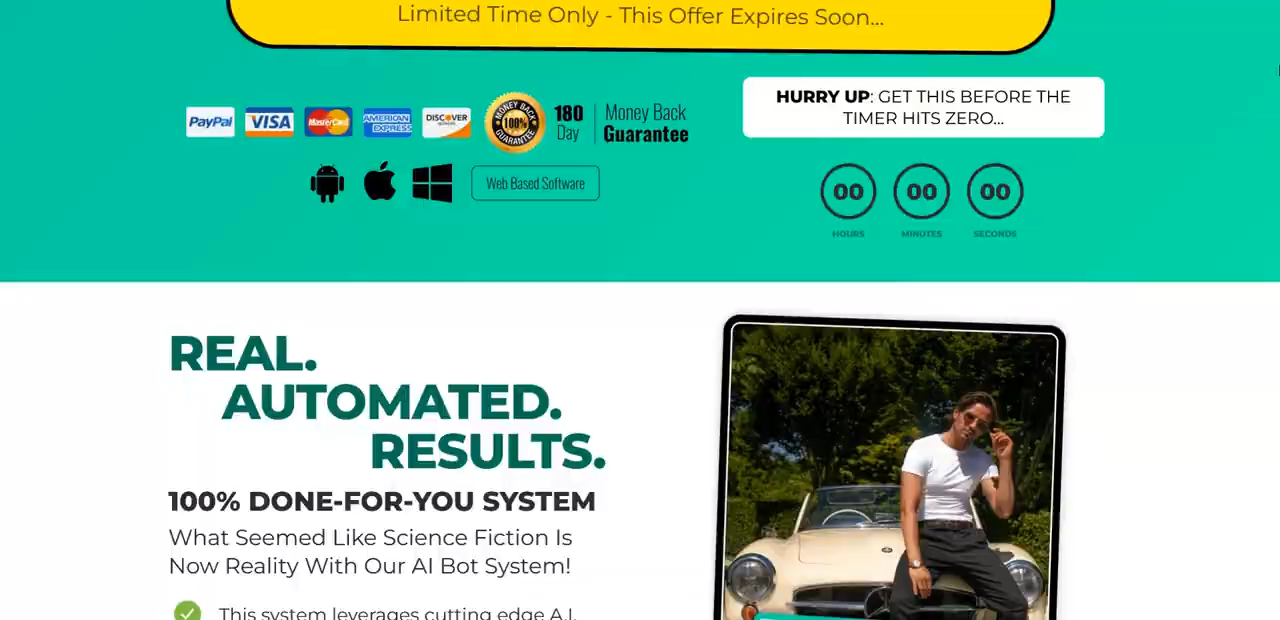 Limited Time Only - This Offer Expires Soon...
PayPal VISA MasterCard AMERICAN EXPRESS DISCOVER
MONEY BACK 100% GUARANTEE
180 Day
Money Back Guarantee
Web Based Software
HURRY UP: GET THIS BEFORE THE
TIMER HITS ZERO...
00 00 00
HOURS MINUTES SECONDS
REAL.
AUTOMATED.
RESULTS.
100% DONE-FOR-YOU SYSTEM
What Seemed Like Science Fiction Is
Now Reality With Our AI Bot System!
This system leverages cutting edge A.I.